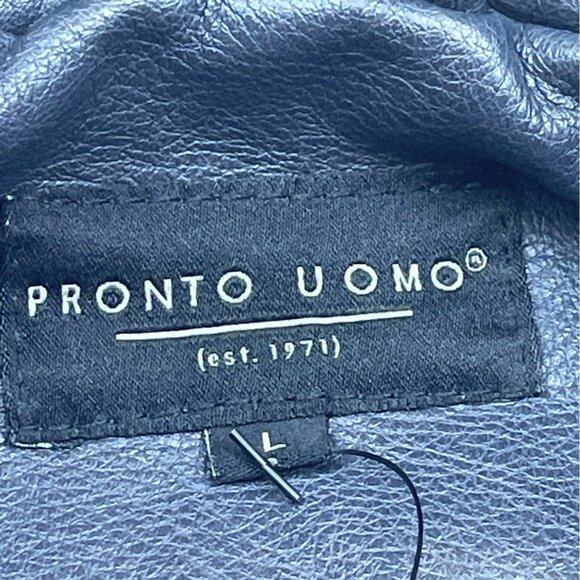 PRONTO UOMO®
(est. 1971)
L